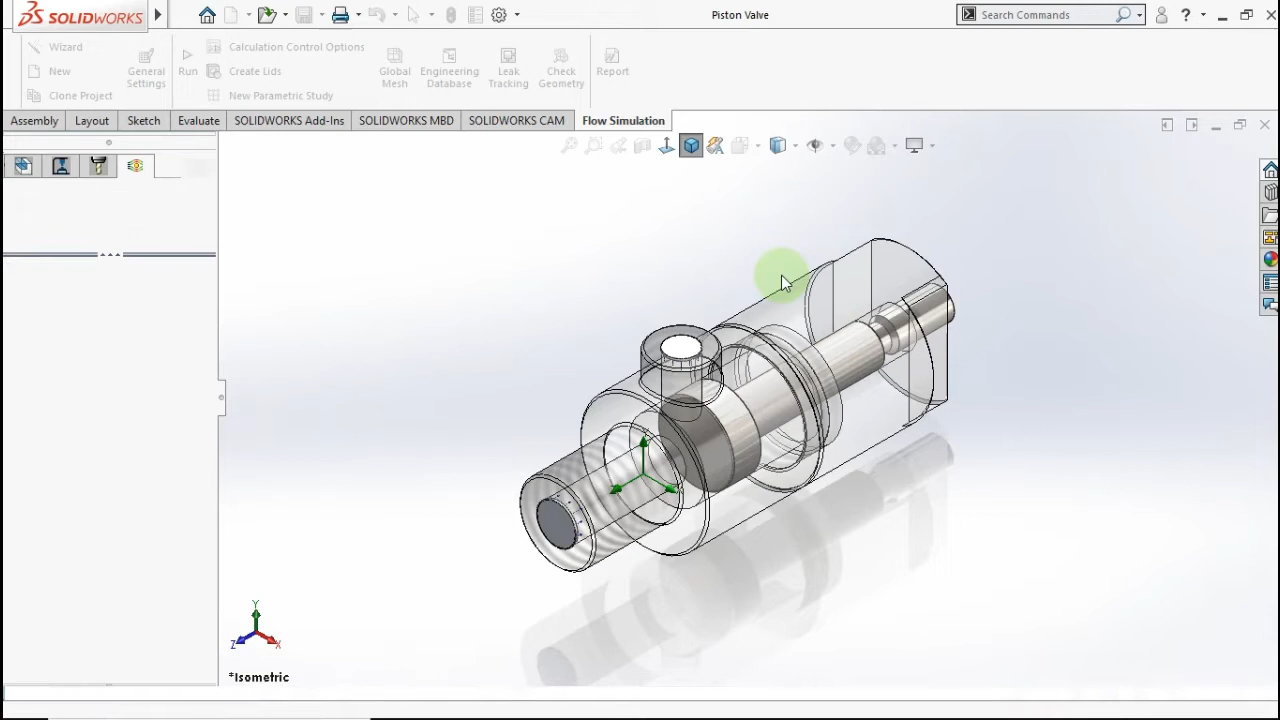 SOLIDWORKS
Piston Valve
Search Commands
?
Wizard
New
Clone Project
General Settings
Run
Calculation Control Options
Create Lids
New Parametric Study
Global Mesh
Engineering Database
Leak Tracking
Check Geometry
Report
Assembly
Layout
Sketch
Evaluate
SOLIDWORKS Add-Ins
SOLIDWORKS MBD
SOLIDWORKS CAM
Flow Simulation
Y
Z
X
*Isometric